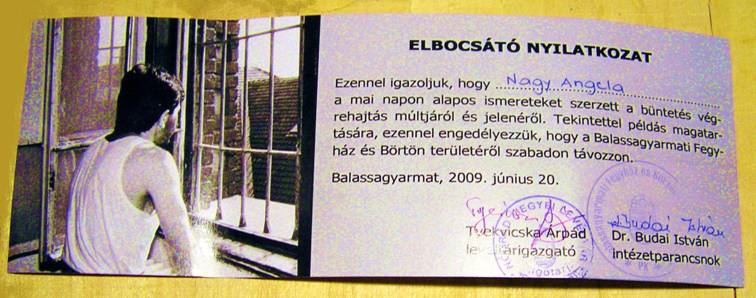 ELBOCSÁTÓ NYILATKOZAT
Ezennel igazoljuk, hogy Nagy Angela
a mai napon alapos ismereteket szerzett a büntetés vég-
rehajtás múltjáról és jelenéről. Tekintettel példás magatar-
tására, ezennel engedélyezzük, hogy a Balassagyarmati Fegy-
ház és Börtön területéről szabadon távozzon.
Balassagyarmat, 2009. június 20.
Budai István
Tyekvicska Árpád
levéltárigazgató
Dr. Budai István
intézetparancsnok